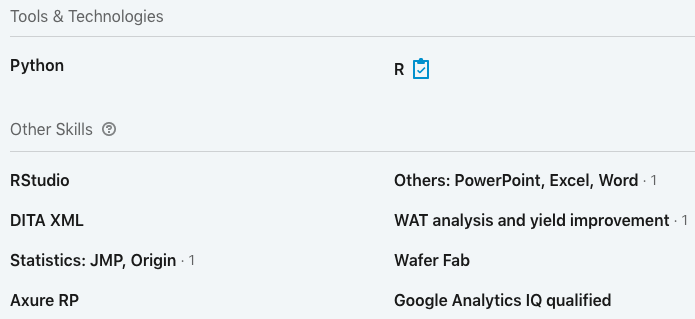 Tools & Technologies
Python
R
Other Skills ?
RStudio
Others: PowerPoint, Excel, Word · 1
DITA XML
WAT analysis and yield improvement · 1
Statistics: JMP, Origin · 1
Wafer Fab
Axure RP
Google Analytics IQ qualified